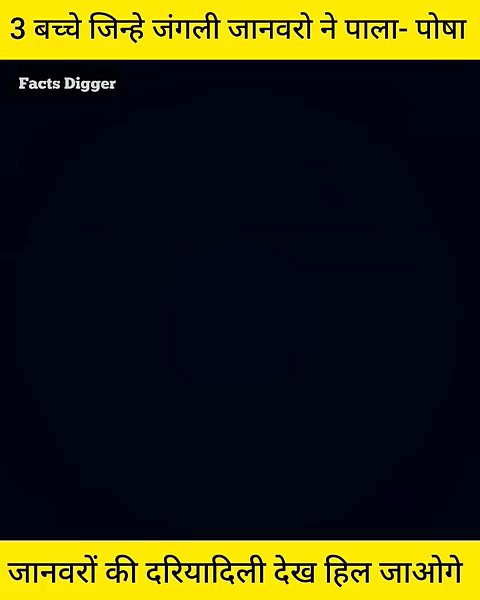 3 बच्चे जिन्हे जंगली जानवरो ने पाला- पोषा
Facts Digger
जानवरों की दरियादिली देख हिल जाओगे